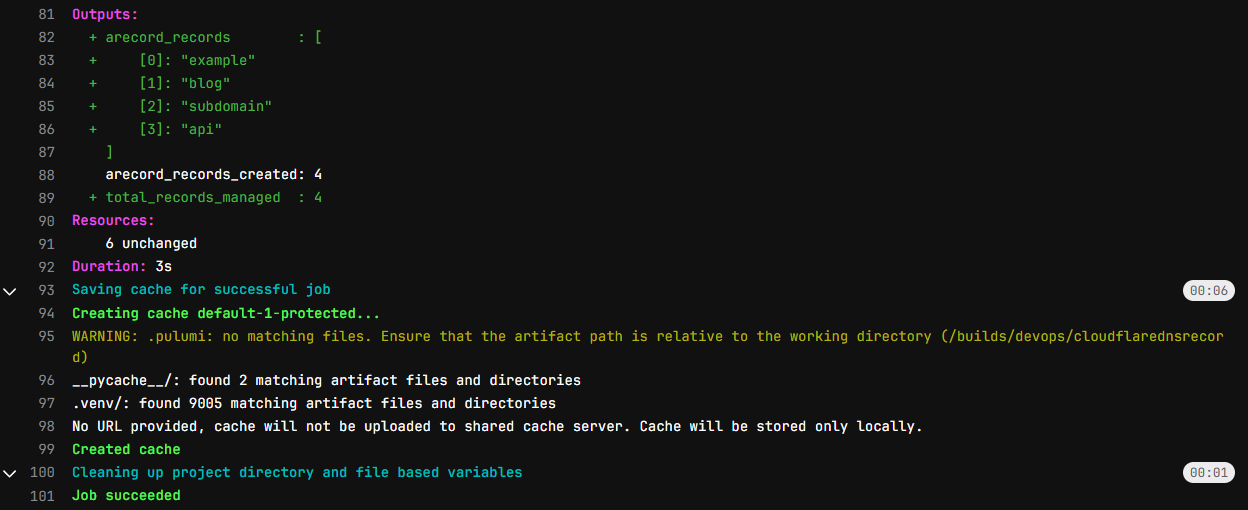 81 Outputs:
82 + arecord_records        : [
83 +     [0]: "example"
84 +     [1]: "blog"
85 +     [2]: "subdomain"
86 +     [3]: "api"
87 ]
88 arecord_records_created: 4
89 + total_records_managed  : 4
90 Resources:
91 6 unchanged
92 Duration: 3s
93 Saving cache for successful job 00:06
94 Creating cache default-1-protected...
95 WARNING: .pulumi: no matching files. Ensure that the artifact path is relative to the working directory (/builds/devops/cloudflarednsrecor
d)
96 __pycache__/: found 2 matching artifact files and directories
97 .venv/: found 9005 matching artifact files and directories
98 No URL provided, cache will not be uploaded to shared cache server. Cache will be stored only locally.
99 Created cache
100 Cleaning up project directory and file based variables 00:01
101 Job succeeded